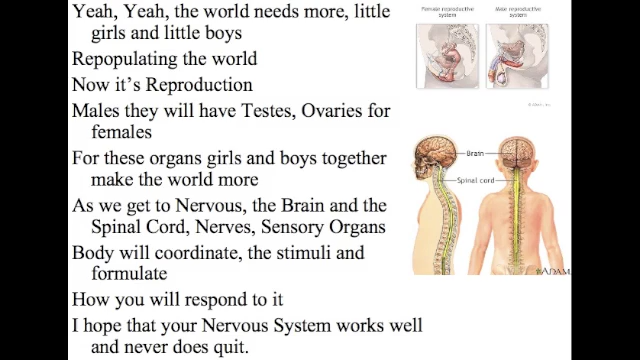 Yeah, Yeah, the world needs more, little
girls and little boys
Repopulating the world
Now it's Reproduction
Males they will have Testes, Ovaries for
females
For these organs girls and boys together
make the world more
As we get to Nervous, the Brain and the
Spinal Cord, Nerves, Sensory Organs
Body will coordinate, the stimuli and
formulate
How you will respond to it
I hope that your Nervous System works well
and never does quit.
Female reproductive
system
Male reproductive
system
Brain
Spinal cord
©ADAM